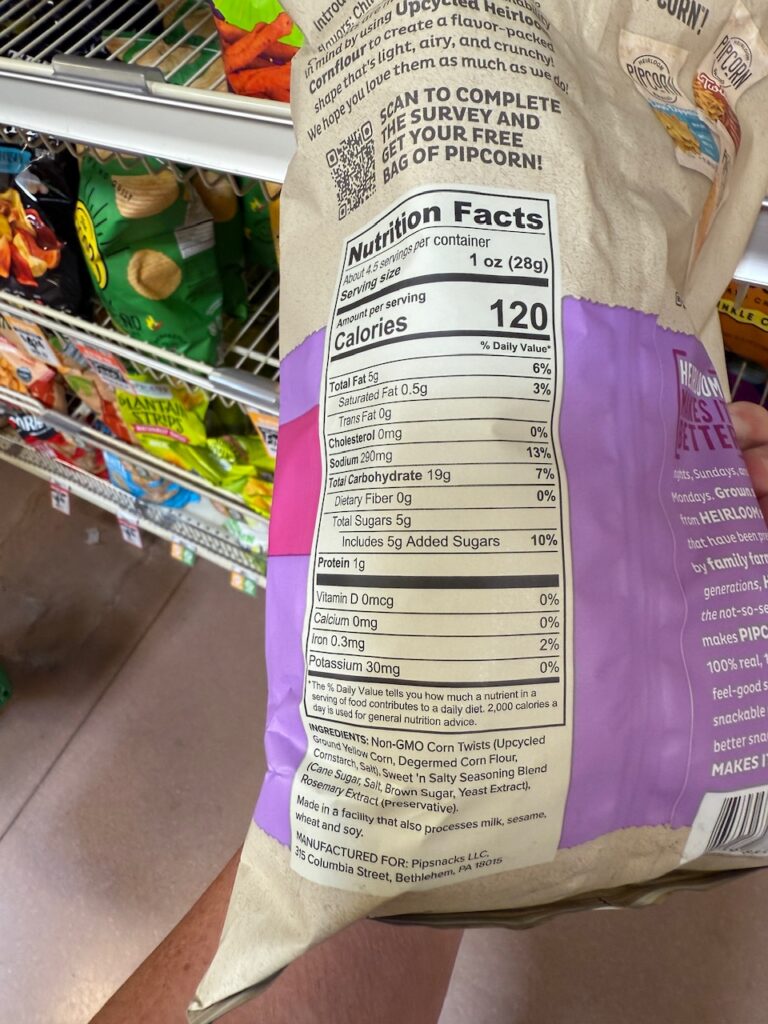 Upcycled Heirloom
in mind by using
Cornflour to create a flavor-packed
shape that's light, airy, and crunchy!
We hope you love them as much as we do!
SCAN TO COMPLETE
THE SURVEY AND
GET YOUR FREE
BAG OF PIPCORN!
CORN'!
HEIRLOOM
PIPCORN
HEIRLOOM
PIPCORN
Nutrition Facts
About 4.5 servings per container
Serving size 1 oz (28g)
Amount per serving
Calories 120
% Daily Value*
Total Fat 5g 6%
Saturated Fat 0.5g 3%
Trans Fat 0g
Cholesterol 0mg 0%
Sodium 290mg 13%
Total Carbohydrate 19g 7%
Dietary Fiber 0g 0%
Total Sugars 5g
Includes 5g Added Sugars 10%
Protein 1g
Vitamin D 0mcg 0%
Calcium 0mg 0%
Iron 0.3mg 2%
Potassium 30mg 0%
*The % Daily Value tells you how much a nutrient in a
serving of food contributes to a daily diet. 2,000 calories a
day is used for general nutrition advice.
INGREDIENTS: Non-GMO Corn Twists (Upcycled
Ground Yellow Corn, Degermed Corn Flour,
Cornstarch, Salt), Sweet 'n Salty Seasoning Blend
(Cane Sugar, Salt, Brown Sugar, Yeast Extract),
Rosemary Extract (Preservative).
Made in a facility that also processes milk, sesame,
wheat and soy.
MANUFACTURED FOR: Pipsnacks LLC,
315 Columbia Street, Bethlehem, PA 18015
BETTER
Sundays,
Mondays. Grown
from HEIRLOOM
that have been
by family
generations,
the not-so-
makes
100% real,
feel-good
snackable
better
MAKES
PLANTAIN
STRIPS